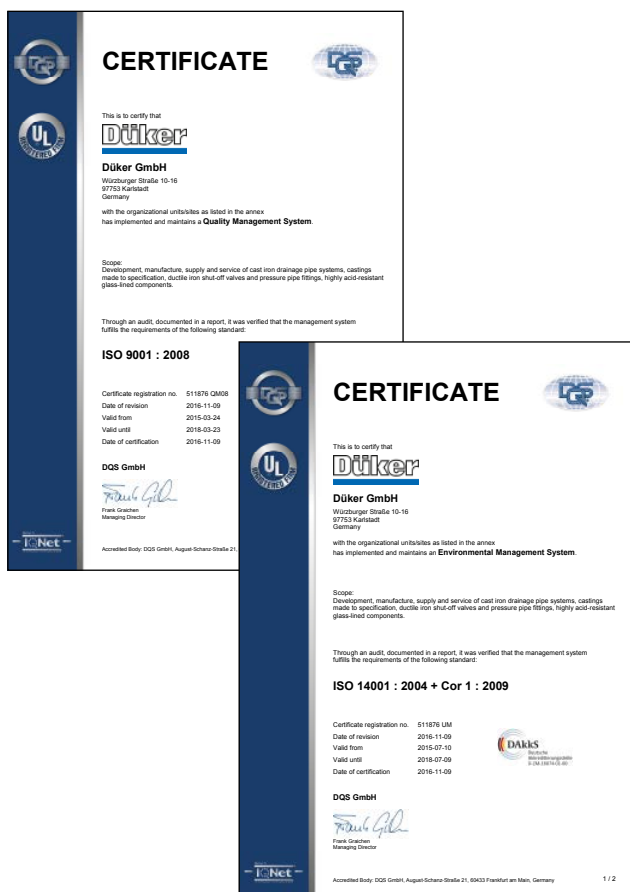 DQS
CERTIFICATE
DQS
UL
REGISTERED FIRM
This is to certify that
Düker
Düker GmbH
Würzburger Straße 10-16
97753 Karlstadt
Germany
with the organizational units/sites as listed in the annex
has implemented and maintains a Quality Management System.
Scope:
Development, manufacture, supply and service of cast iron drainage pipe systems, castings
made to specification, ductile iron shut-off valves and pressure pipe fittings, highly acid-resistant
glass-lined components.
Through an audit, documented in a report, it was verified that the management system
fulfills the requirements of the following standard:
ISO 9001 : 2008
Certificate registration no. 511876 QM08
Date of revision 2016-11-09
Valid from 2015-03-24
Valid until 2018-03-23
Date of certification 2016-11-09
DQS GmbH
Frank Graichen
Managing Director
IQNet
Accredited Body: DQS GmbH, August-Schanz-Straße 21,
DQS
CERTIFICATE
DQS
UL
REGISTERED FIRM
This is to certify that
Düker
Düker GmbH
Würzburger Straße 10-16
97753 Karlstadt
Germany
with the organizational units/sites as listed in the annex
has implemented and maintains an Environmental Management System.
Scope:
Development, manufacture, supply and service of cast iron drainage pipe systems, castings
made to specification, ductile iron shut-off valves and pressure pipe fittings, highly acid-resistant
glass-lined components.
Through an audit, documented in a report, it was verified that the management system
fulfills the requirements of the following standard:
ISO 14001 : 2004 + Cor 1 : 2009
Certificate registration no. 511876 UM
Date of revision 2016-11-09
Valid from 2015-07-10
Valid until 2018-07-09
Date of certification 2016-11-09
DAkkS
Deutsche
Akkreditierungsstelle
DQS GmbH
Frank Graichen
Managing Director
IQNet
Accredited Body: DQS GmbH, August-Schanz-Straße 21, 60433 Frankfurt am Main, Germany
1 / 2